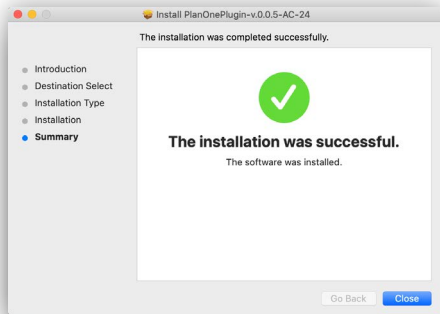 Install PlanOnePlugin-v.0.0.5-AC-24
The installation was completed successfully.
Introduction
Destination Select
Installation Type
Installation
Summary
The installation was successful.
The software was installed.
Go Back
Close